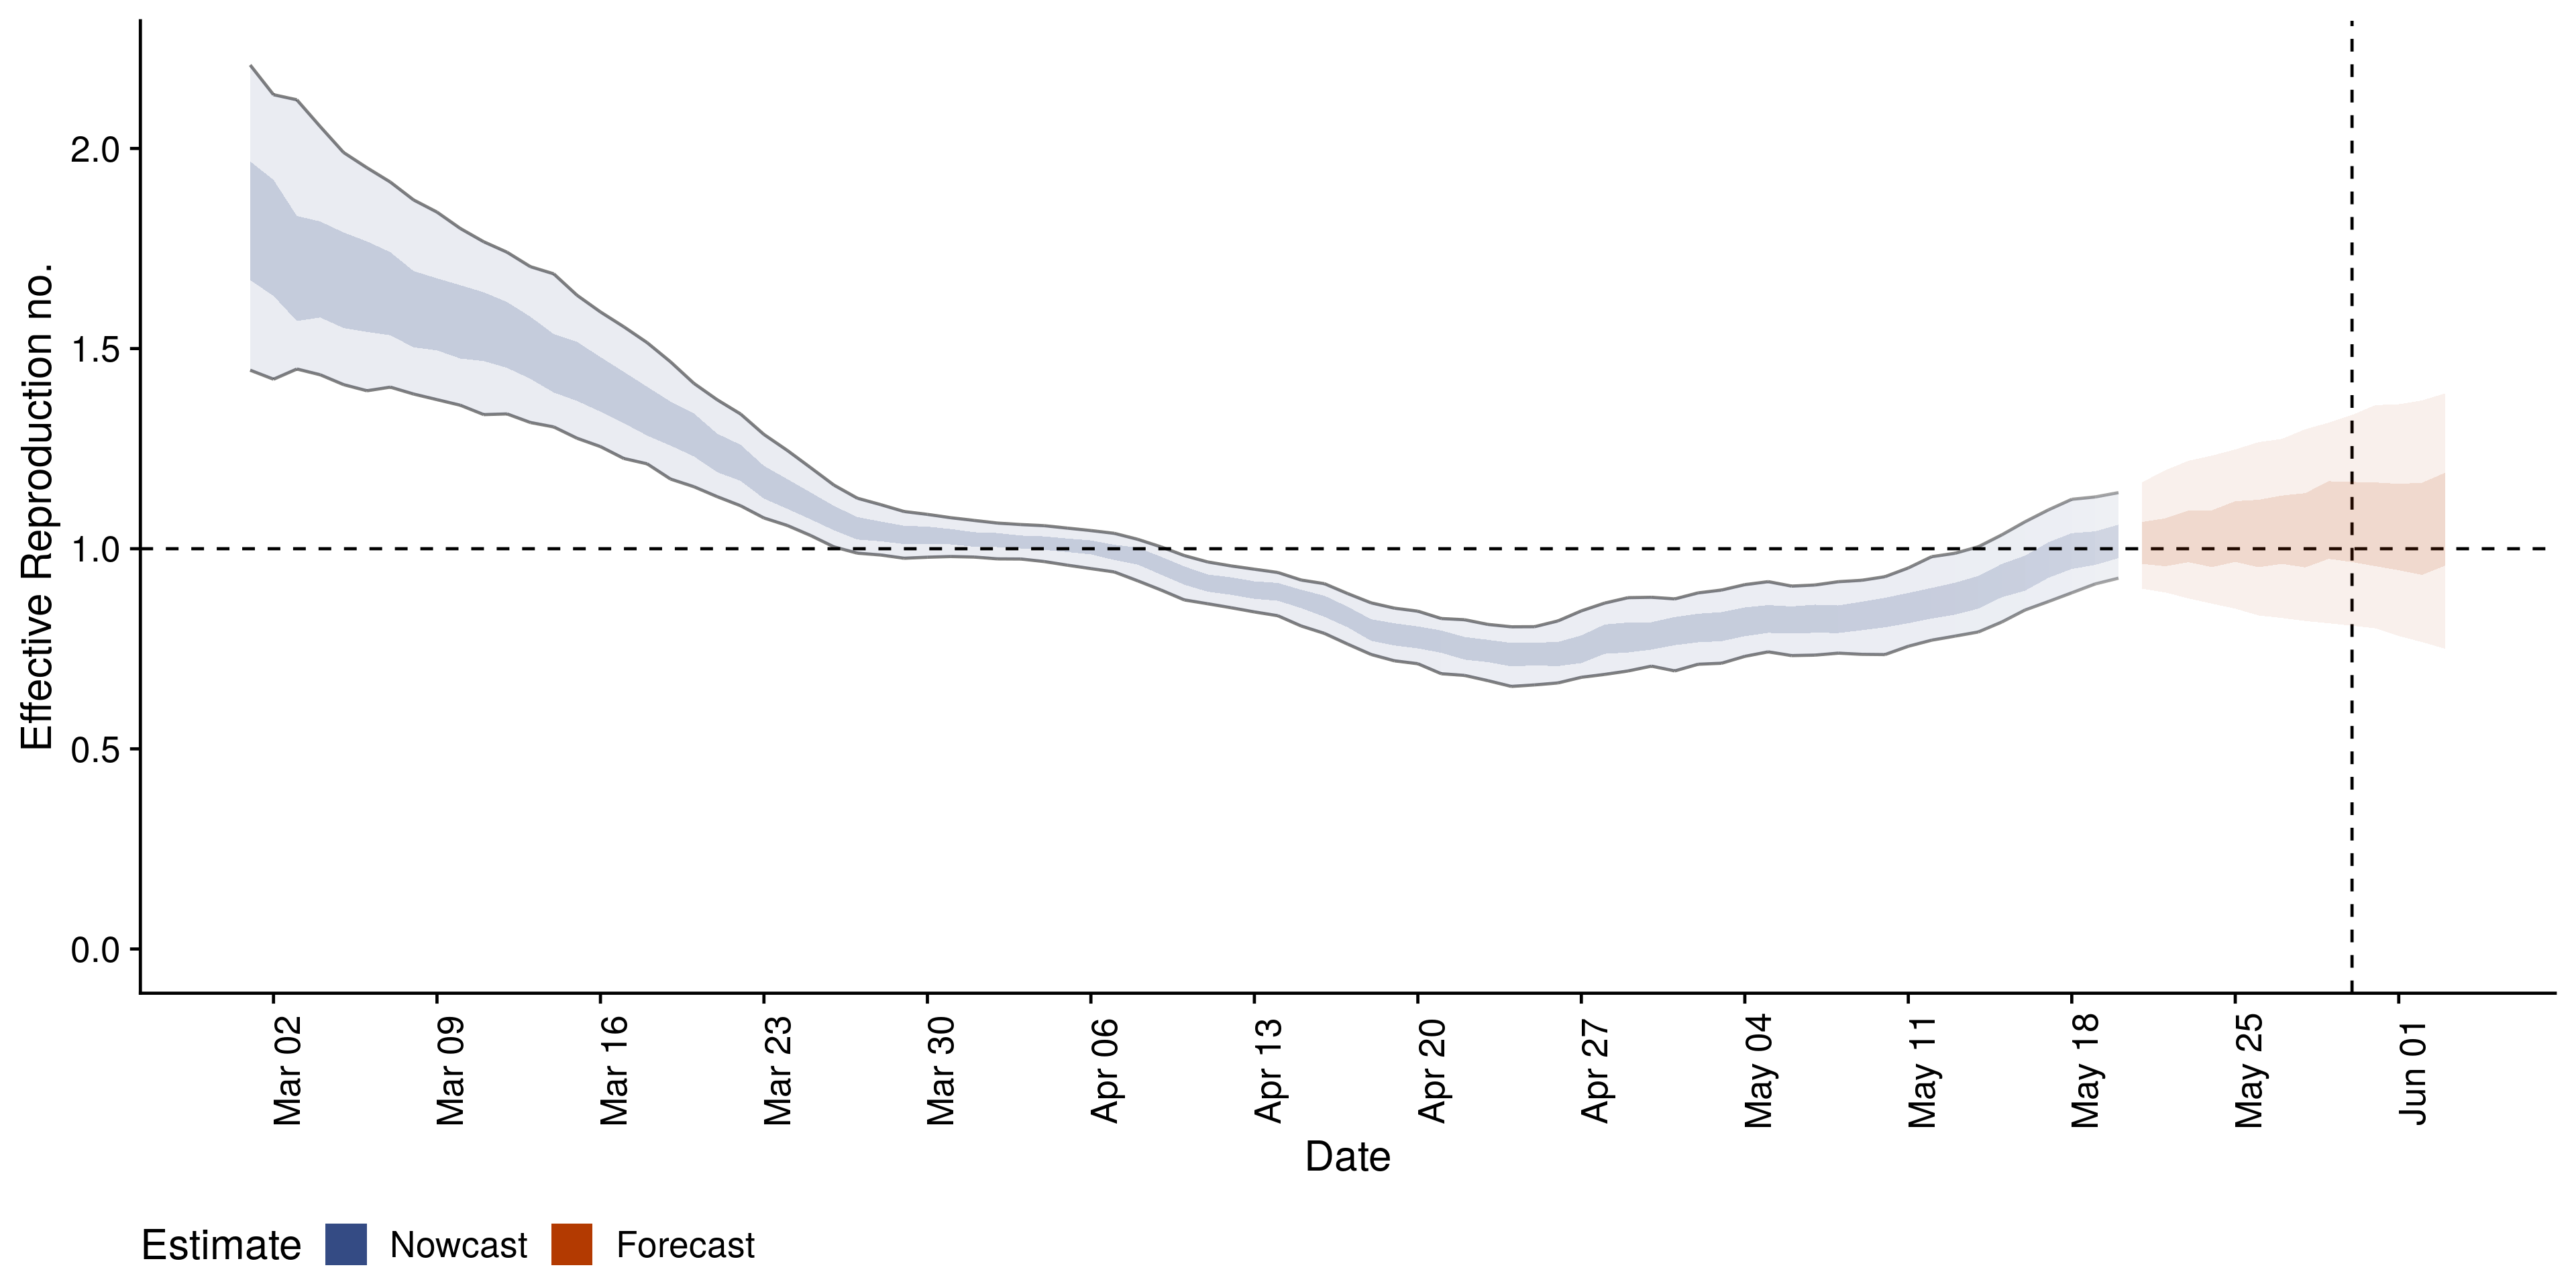 Effective Reproduction no.
2.0
1.5
1.0
0.5
0.0
Mar 02
Mar 09
Mar 16
Mar 23
Mar 30
Apr 06
Apr 13
Apr 20
Apr 27
May 04
May 11
May 18
May 25
Jun 01
Date
Estimate Nowcast Forecast